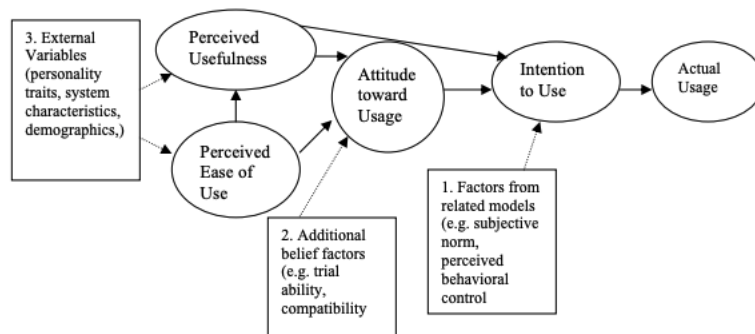 3. External
Variables
(personality
traits, system
characteristics,
demographics,)
Perceived
Usefulness
Perceived
Ease of
Use
Attitude
toward
Usage
Intention
to Use
Actual
Usage
2. Additional
belief factors
(e.g. trial
ability,
compatibility
1. Factors from
related models
(e.g. subjective
norm,
perceived
behavioral
control